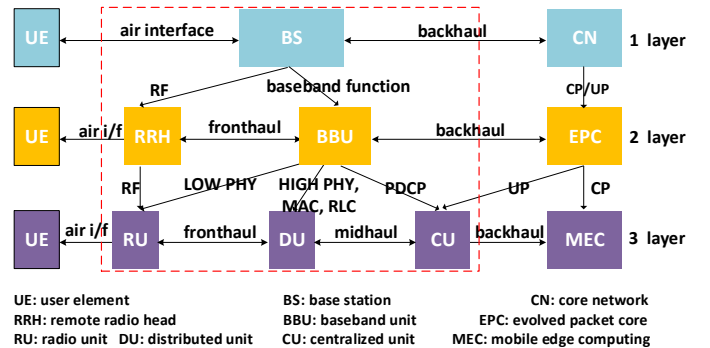 UE air interface BS backhaul CN 1 layer
RF baseband function CP/UP
UE air i/f RRH fronthaul BBU backhaul EPC 2 layer
RF LOW PHY HIGH PHY, MAC, RLC PDCP UP CP
UE air i/f RU fronthaul DU midhaul CU backhaul MEC 3 layer
UE: user element BS: base station CN: core network
RRH: remote radio head BBU: baseband unit EPC: evolved packet core
RU: radio unit DU: distributed unit CU: centralized unit MEC: mobile edge computing